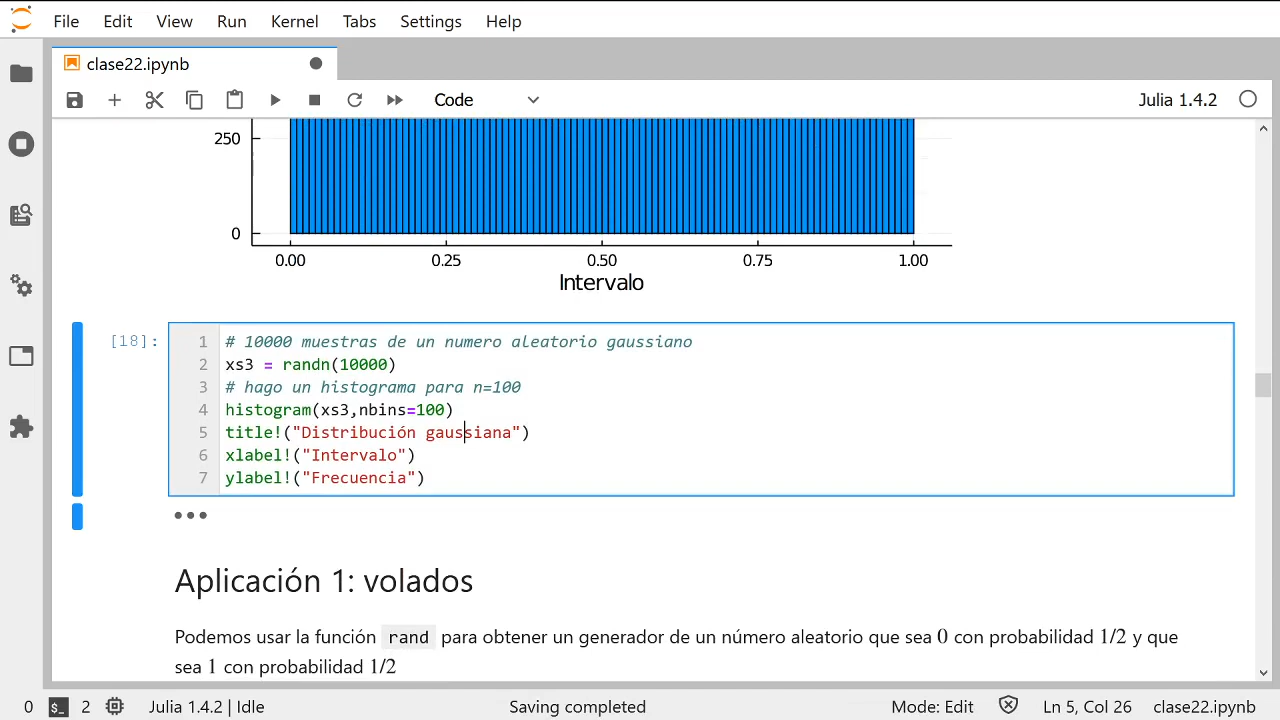 File Edit View Run Kernel Tabs Settings Help
clase22.ipynb
Code
Julia 1.4.2
250
0
0.00 0.25 0.50 0.75 1.00
Intervalo
[18]:
1 # 10000 muestras de un numero aleatorio gaussiano
2 xs3 = randn(10000)
3 # hago un histograma para n=100
4 histogram(xs3,nbins=100)
5 title!("Distribución gaussiana")
6 xlabel!("Intervalo")
7 ylabel!("Frecuencia")
Aplicación 1: volados
Podemos usar la función rand para obtener un generador de un número aleatorio que sea 0 con probabilidad 1/2 y que
sea 1 con probabilidad 1/2
0 $_ 2 Julia 1.4.2 | Idle Saving completed Mode: Edit Ln 5, Col 26 clase22.ipynb